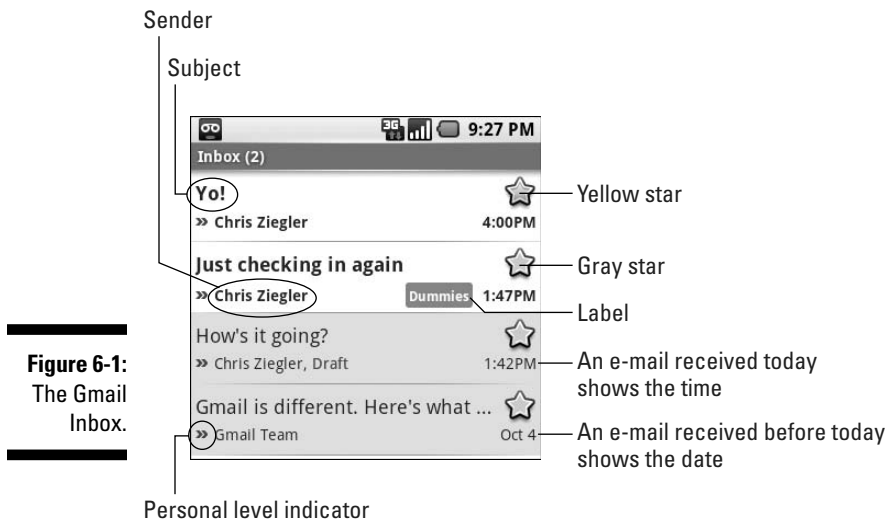 Sender
Subject
3G 9:27 PM
Inbox (2)
Yo!
Yellow star
» Chris Ziegler 4:00PM
Just checking in again
Gray star
» Chris Ziegler Dummies 1:47PM
Label
How's it going?
» Chris Ziegler, Draft 1:42PM
An e-mail received today
shows the time
Gmail is different. Here's what ...
» Gmail Team Oct 4
An e-mail received before today
shows the date
Figure 6-1:
The Gmail
Inbox.
Personal level indicator